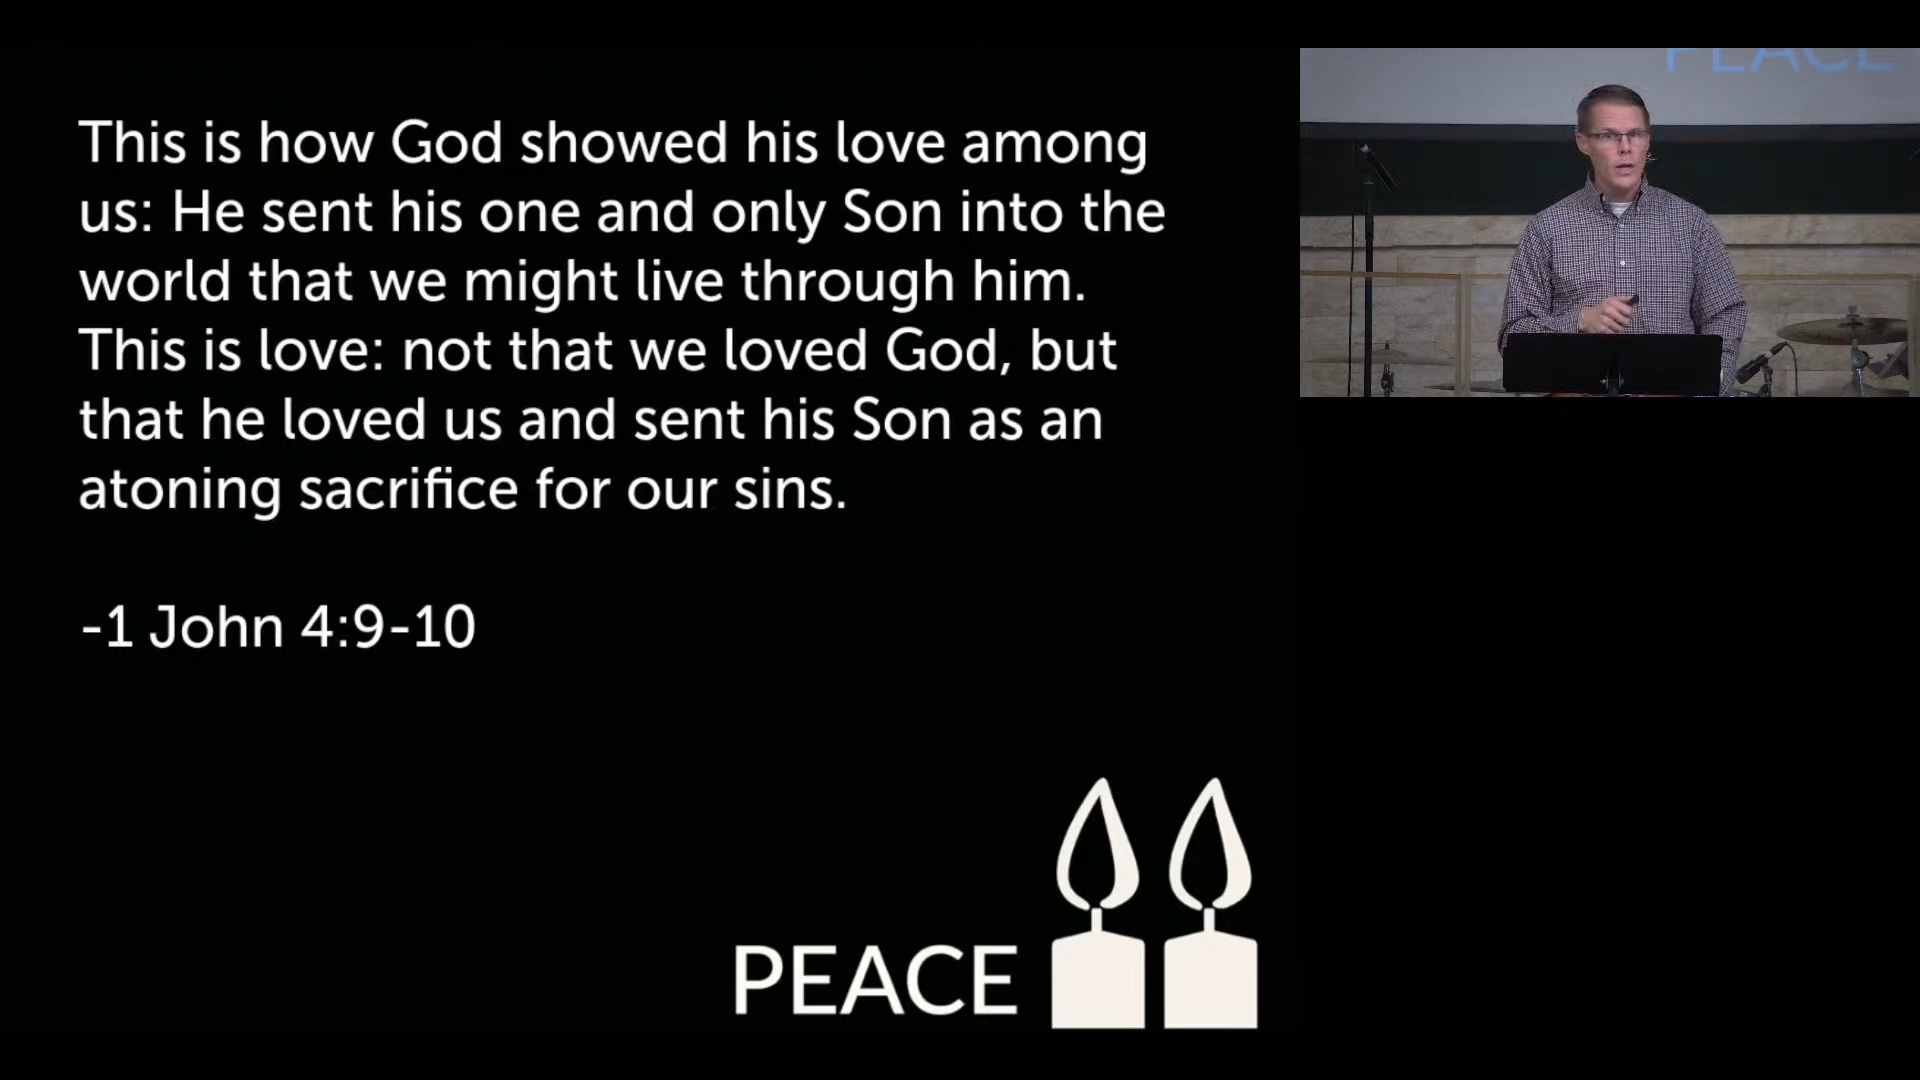 This is how God showed his love among
us: He sent his one and only Son into the
world that we might live through him.
This is love: not that we loved God, but
that he loved us and sent his Son as an
atoning sacrifice for our sins.
-1 John 4:9-10
PEACE
PEACE